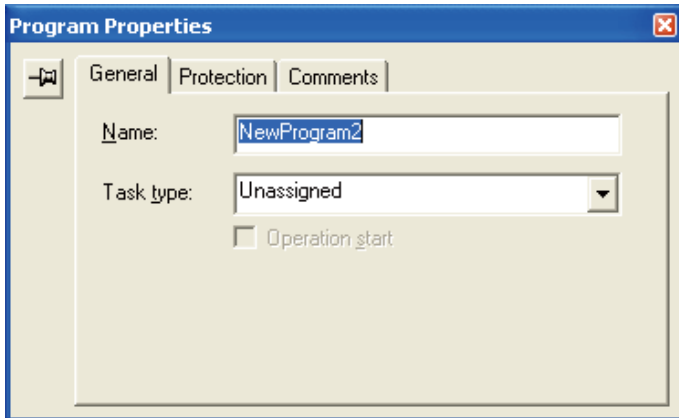 Program Properties
General Protection Comments
Name: NewProgram2
Task type: Unassigned
Operation start